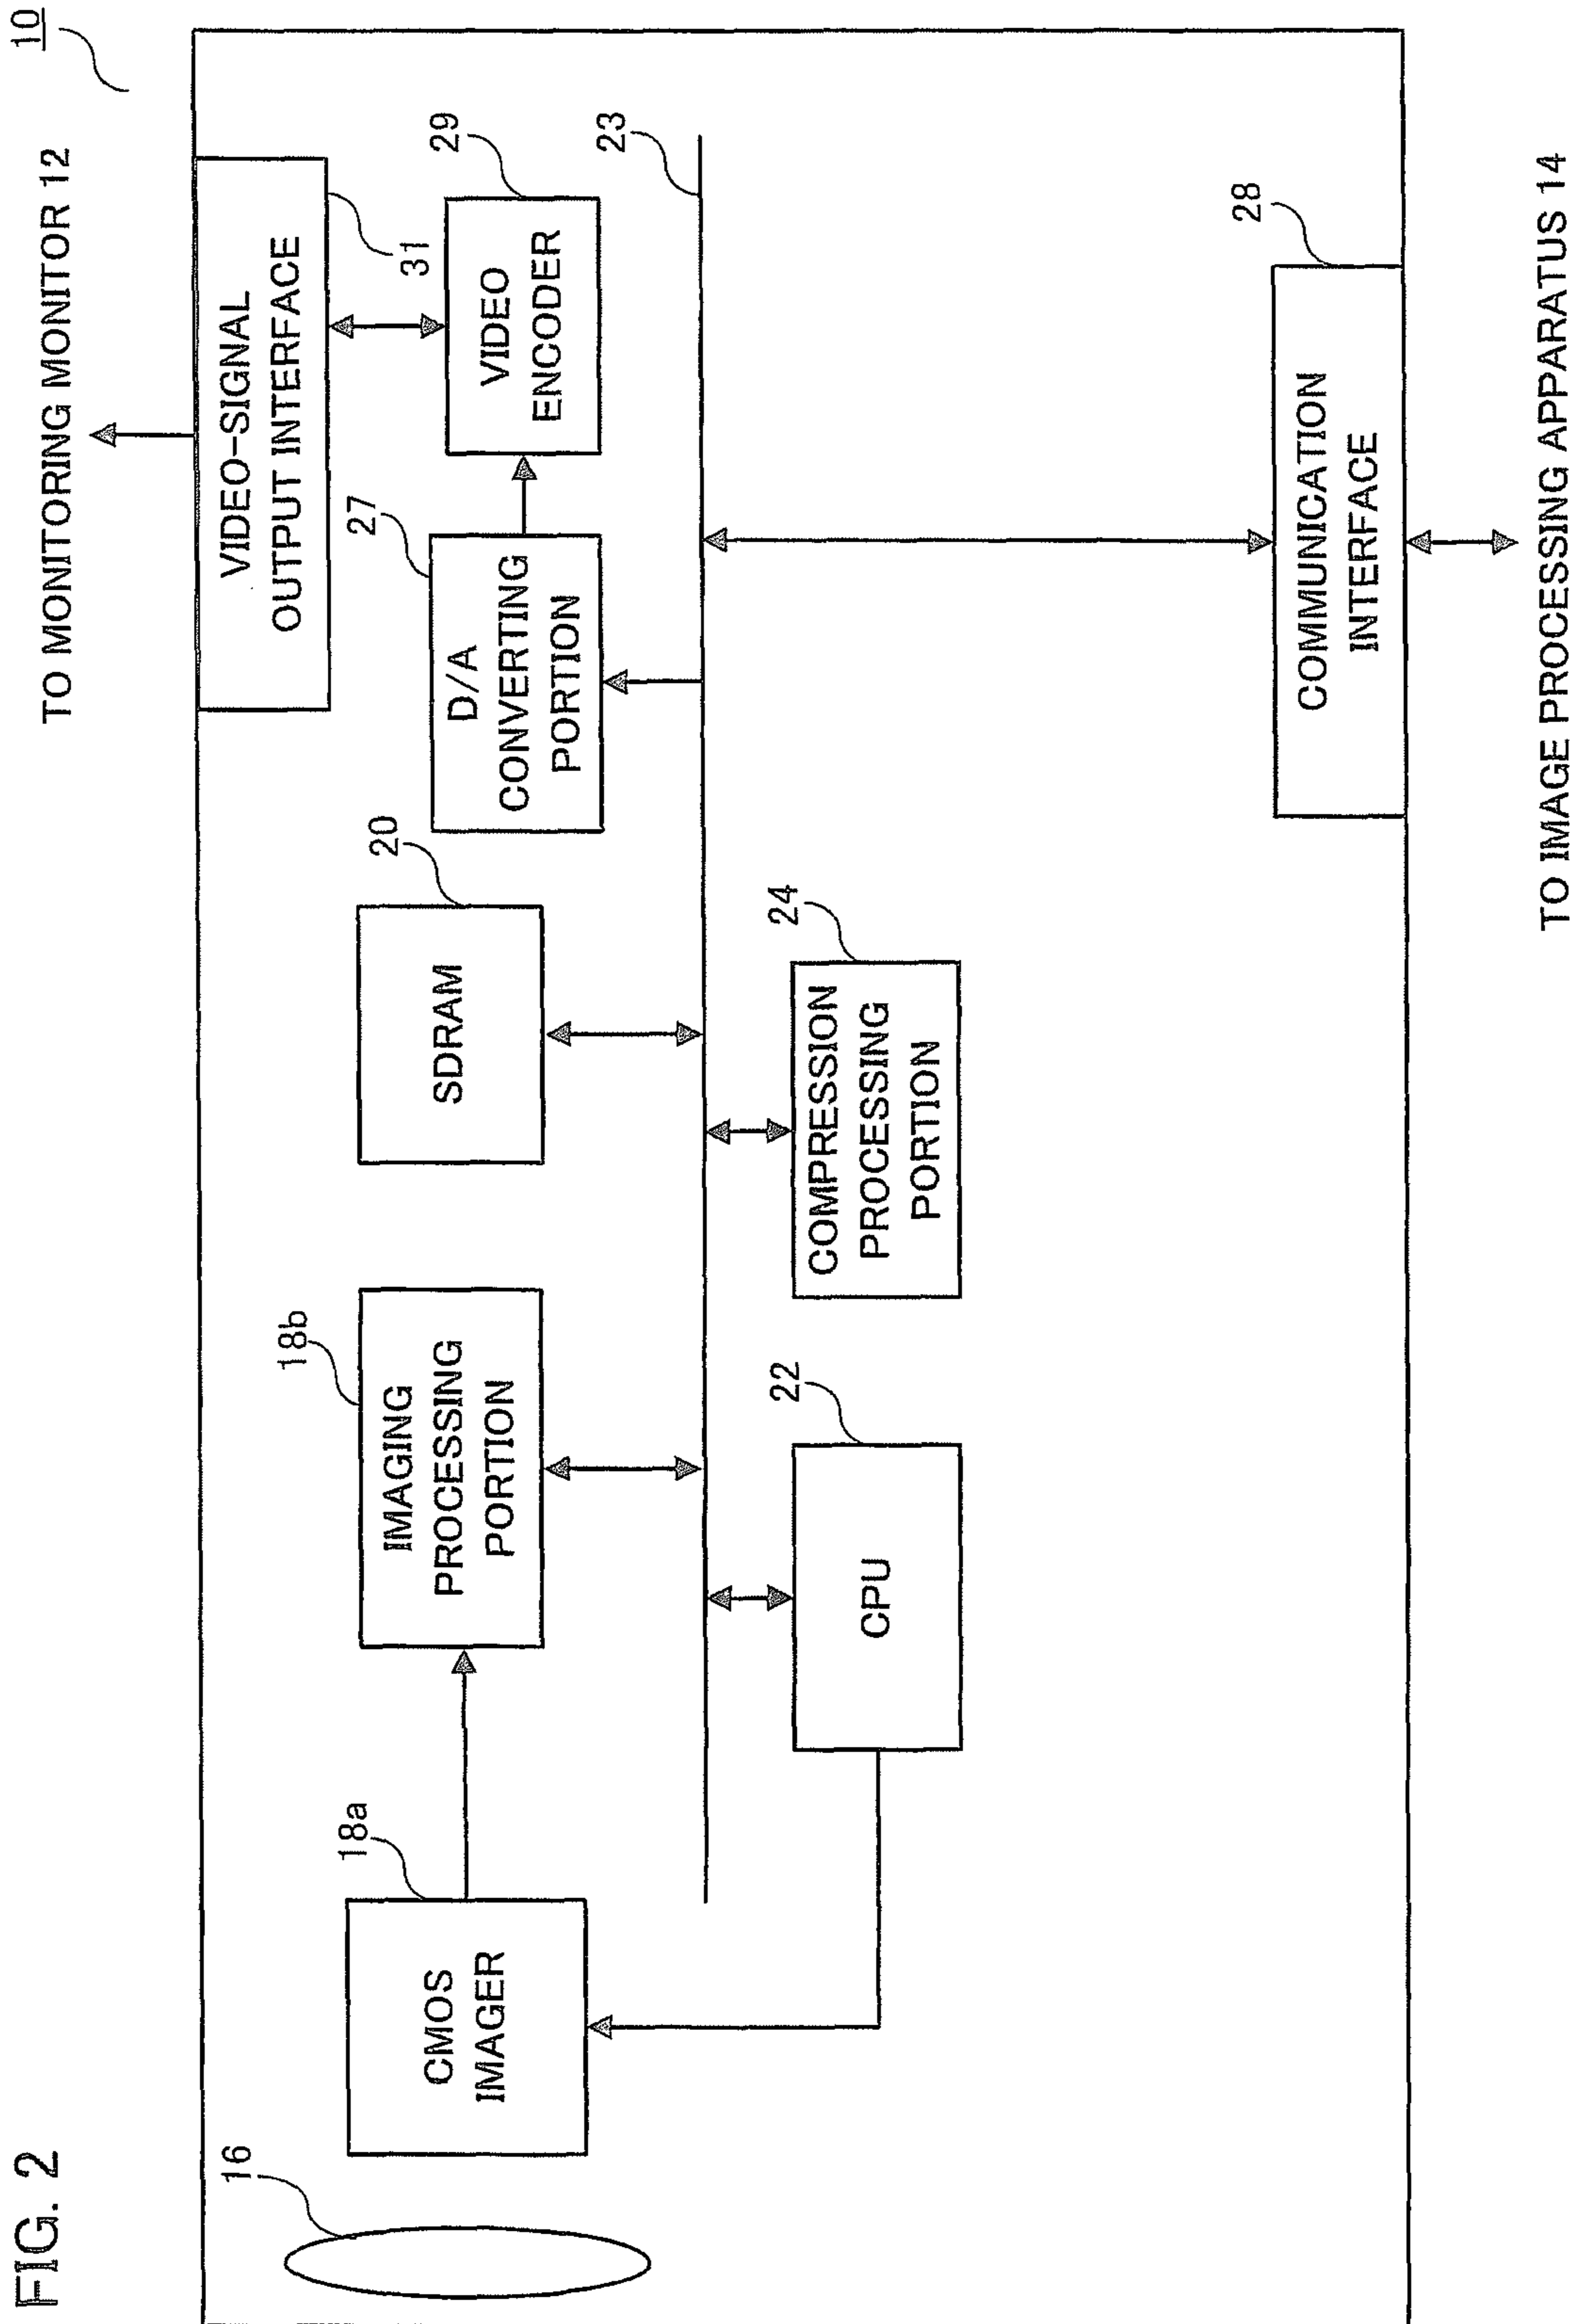 FIG. 2
10
TO MONITORING MONITOR 12
VIDEO-SIGNAL
OUTPUT INTERFACE
31
16
18a
CMOS
IMAGER
18b
IMAGING
PROCESSING
PORTION
20
SDRAM
27
D/A
CONVERTING
PORTION
29
VIDEO
ENCODER
23
22
CPU
24
COMPRESSION
PROCESSING
PORTION
28
COMMUNICATION
INTERFACE
TO IMAGE PROCESSING APPARATUS 14